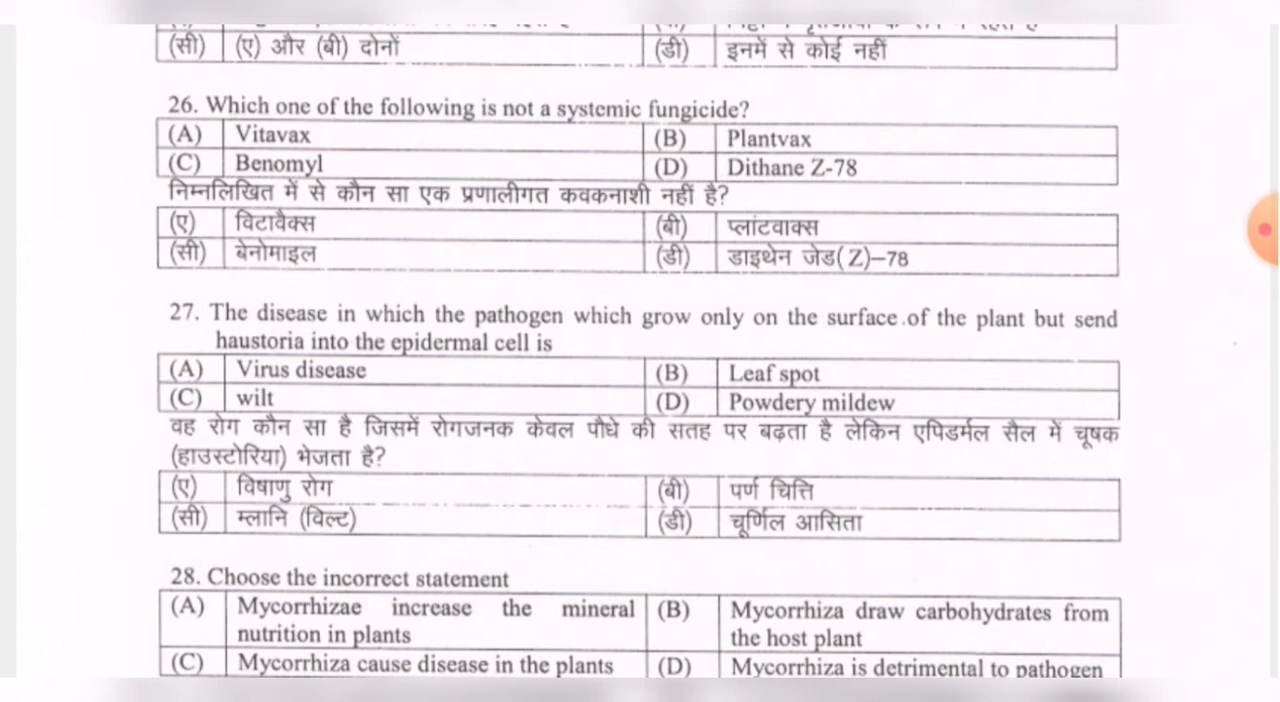 (सी) (ए) और (बी) दोनों (डी) इनमें से कोई नहीं
26. Which one of the following is not a systemic fungicide?
(A) Vitavax (B) Plantvax
(C) Benomyl (D) Dithane Z-78
निम्नलिखित में से कौन सा एक प्रणालीगत कवकनाशी नहीं है?
(ए) विटावैक्स (बी) प्लांटवाक्स
(सी) बेनोमाइल (डी) डाइथेन जेड(Z)–78
27. The disease in which the pathogen which grow only on the surface of the plant but send
haustoria into the epidermal cell is
(A) Virus disease (B) Leaf spot
(C) wilt (D) Powdery mildew
वह रोग कौन सा है जिसमें रोगजनक केवल पौधे की सतह पर बढ़ता है लेकिन एपिडर्मल सैल में चूषक
(हाउस्टोरिया) भेजता है?
(ए) विषाणु रोग (बी) पर्ण चित्ति
(सी) म्लानि (विल्ट) (डी) चूर्णिल आसिता
28. Choose the incorrect statement
(A) Mycorrhizae increase the mineral (B) Mycorrhiza draw carbohydrates from
nutrition in plants the host plant
(C) Mycorrhiza cause disease in the plants (D) Mycorrhiza is detrimental to pathogen